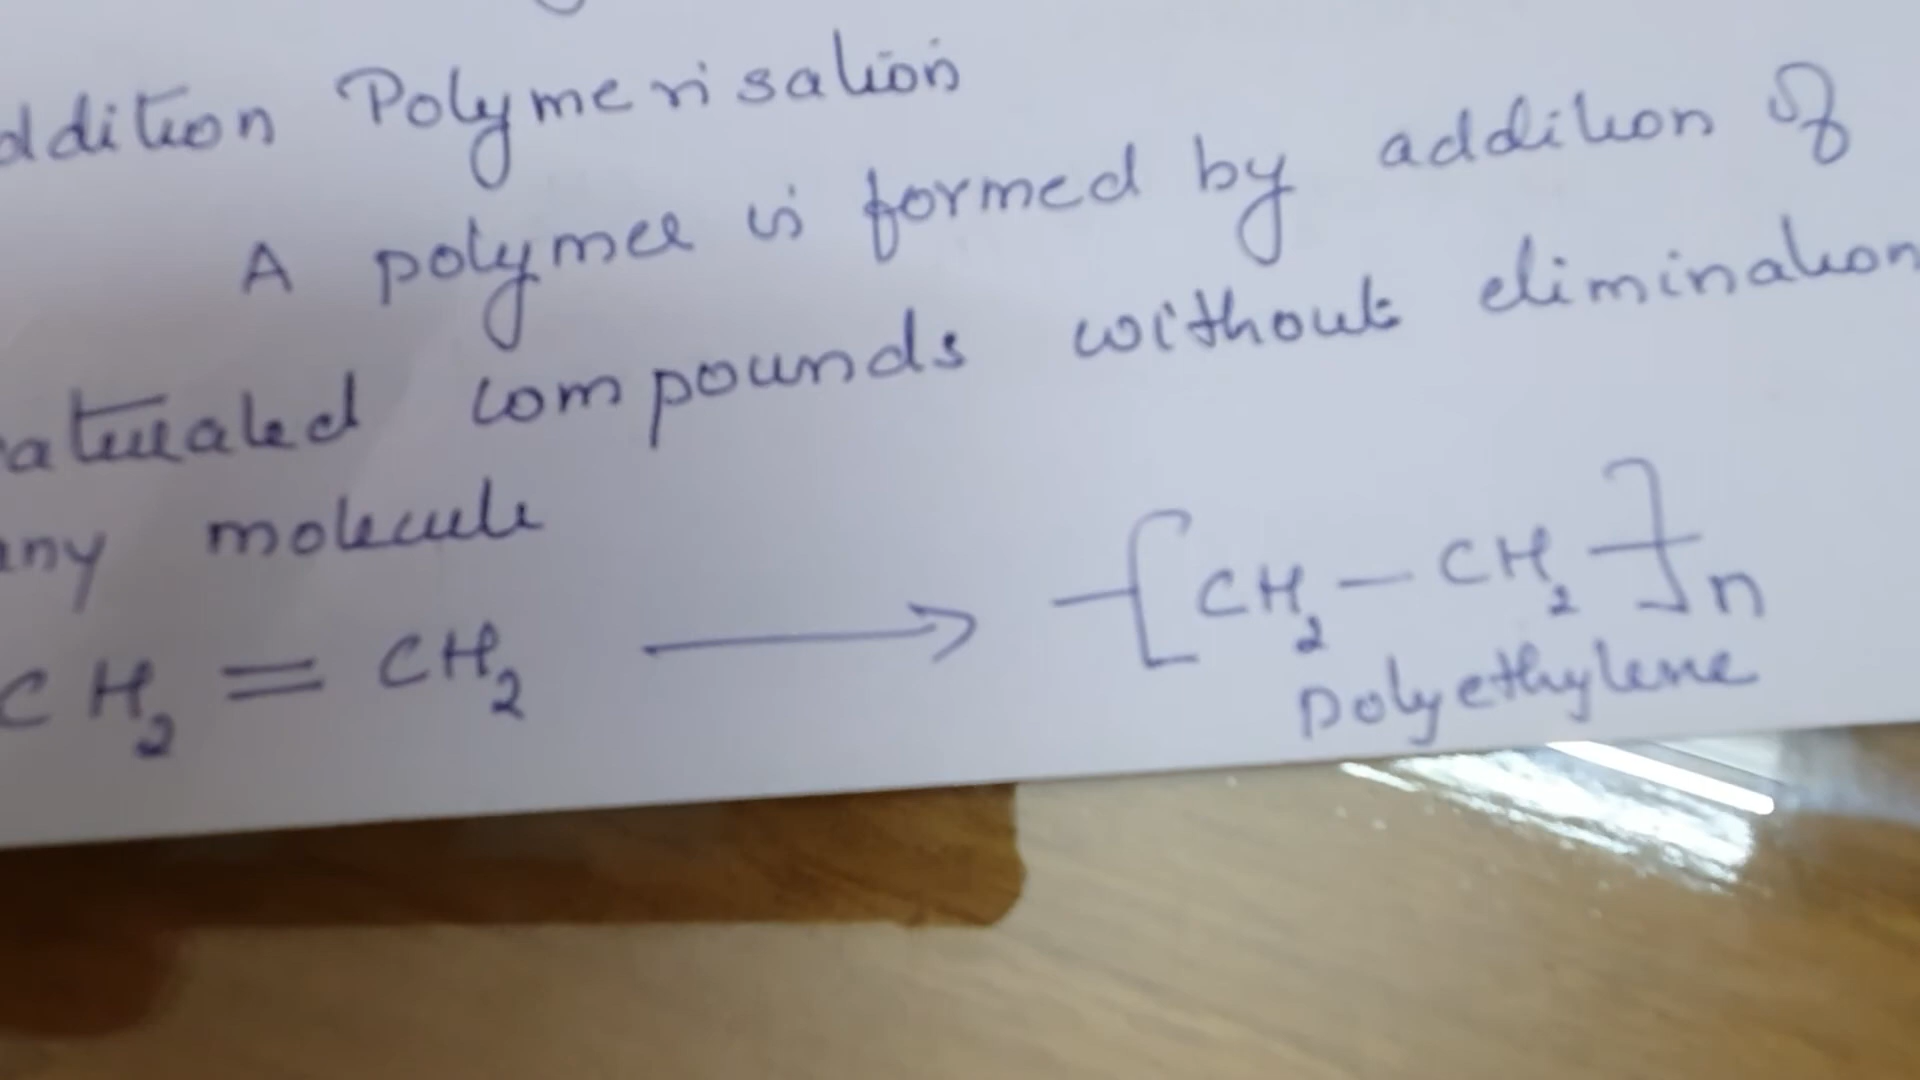 ddition Polymerisation
A polymer is formed by addition of
aturated compounds without elimination
any molecule
CH₂ = CH₂ ⟶ -[CH₂ - CH₂]-n
polyethylene